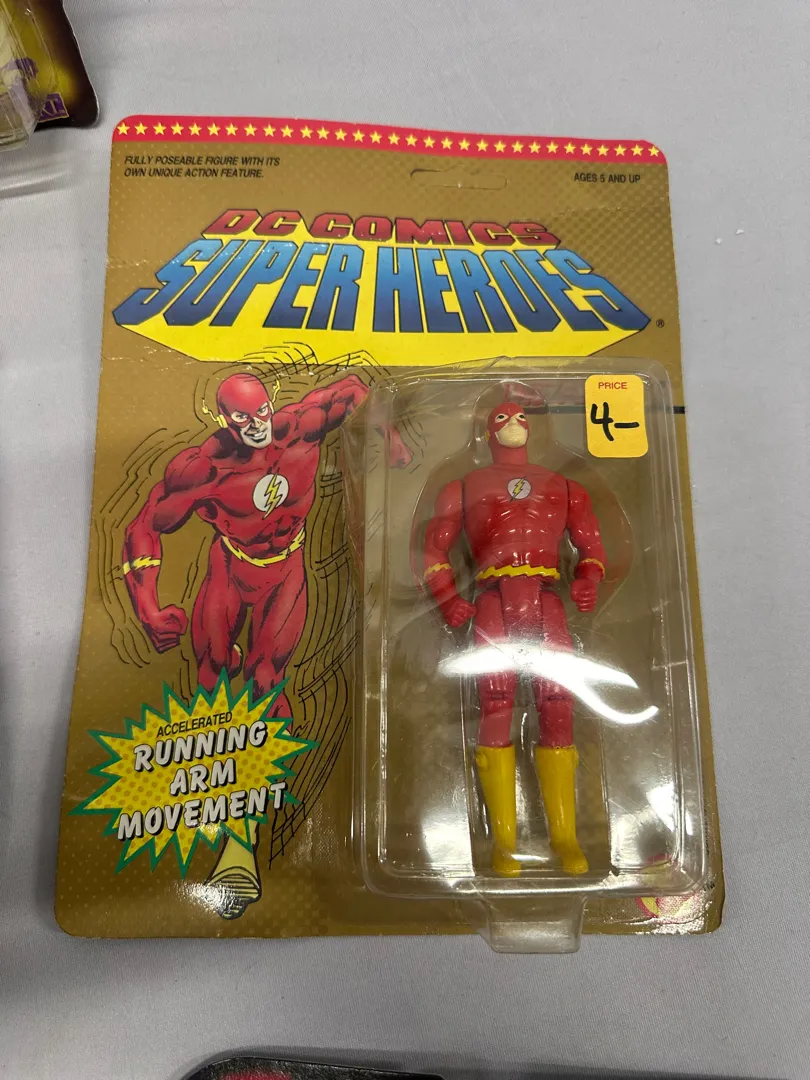 FULLY POSEABLE FIGURE WITH ITS
OWN UNIQUE ACTION FEATURE.
AGES 5 AND UP
DC COMICS
SUPER HEROES®
PRICE
4–
ACCELERATED
RUNNING
ARM
MOVEMENT